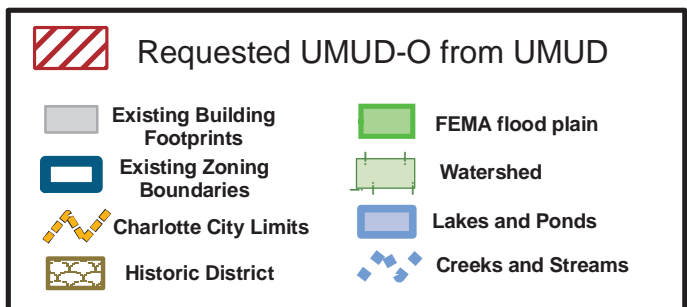 Requested UMUD-O from UMUD
Existing Building
Footprints
Existing Zoning
Boundaries
Charlotte City Limits
Historic District
FEMA flood plain
Watershed
Lakes and Ponds
Creeks and Streams